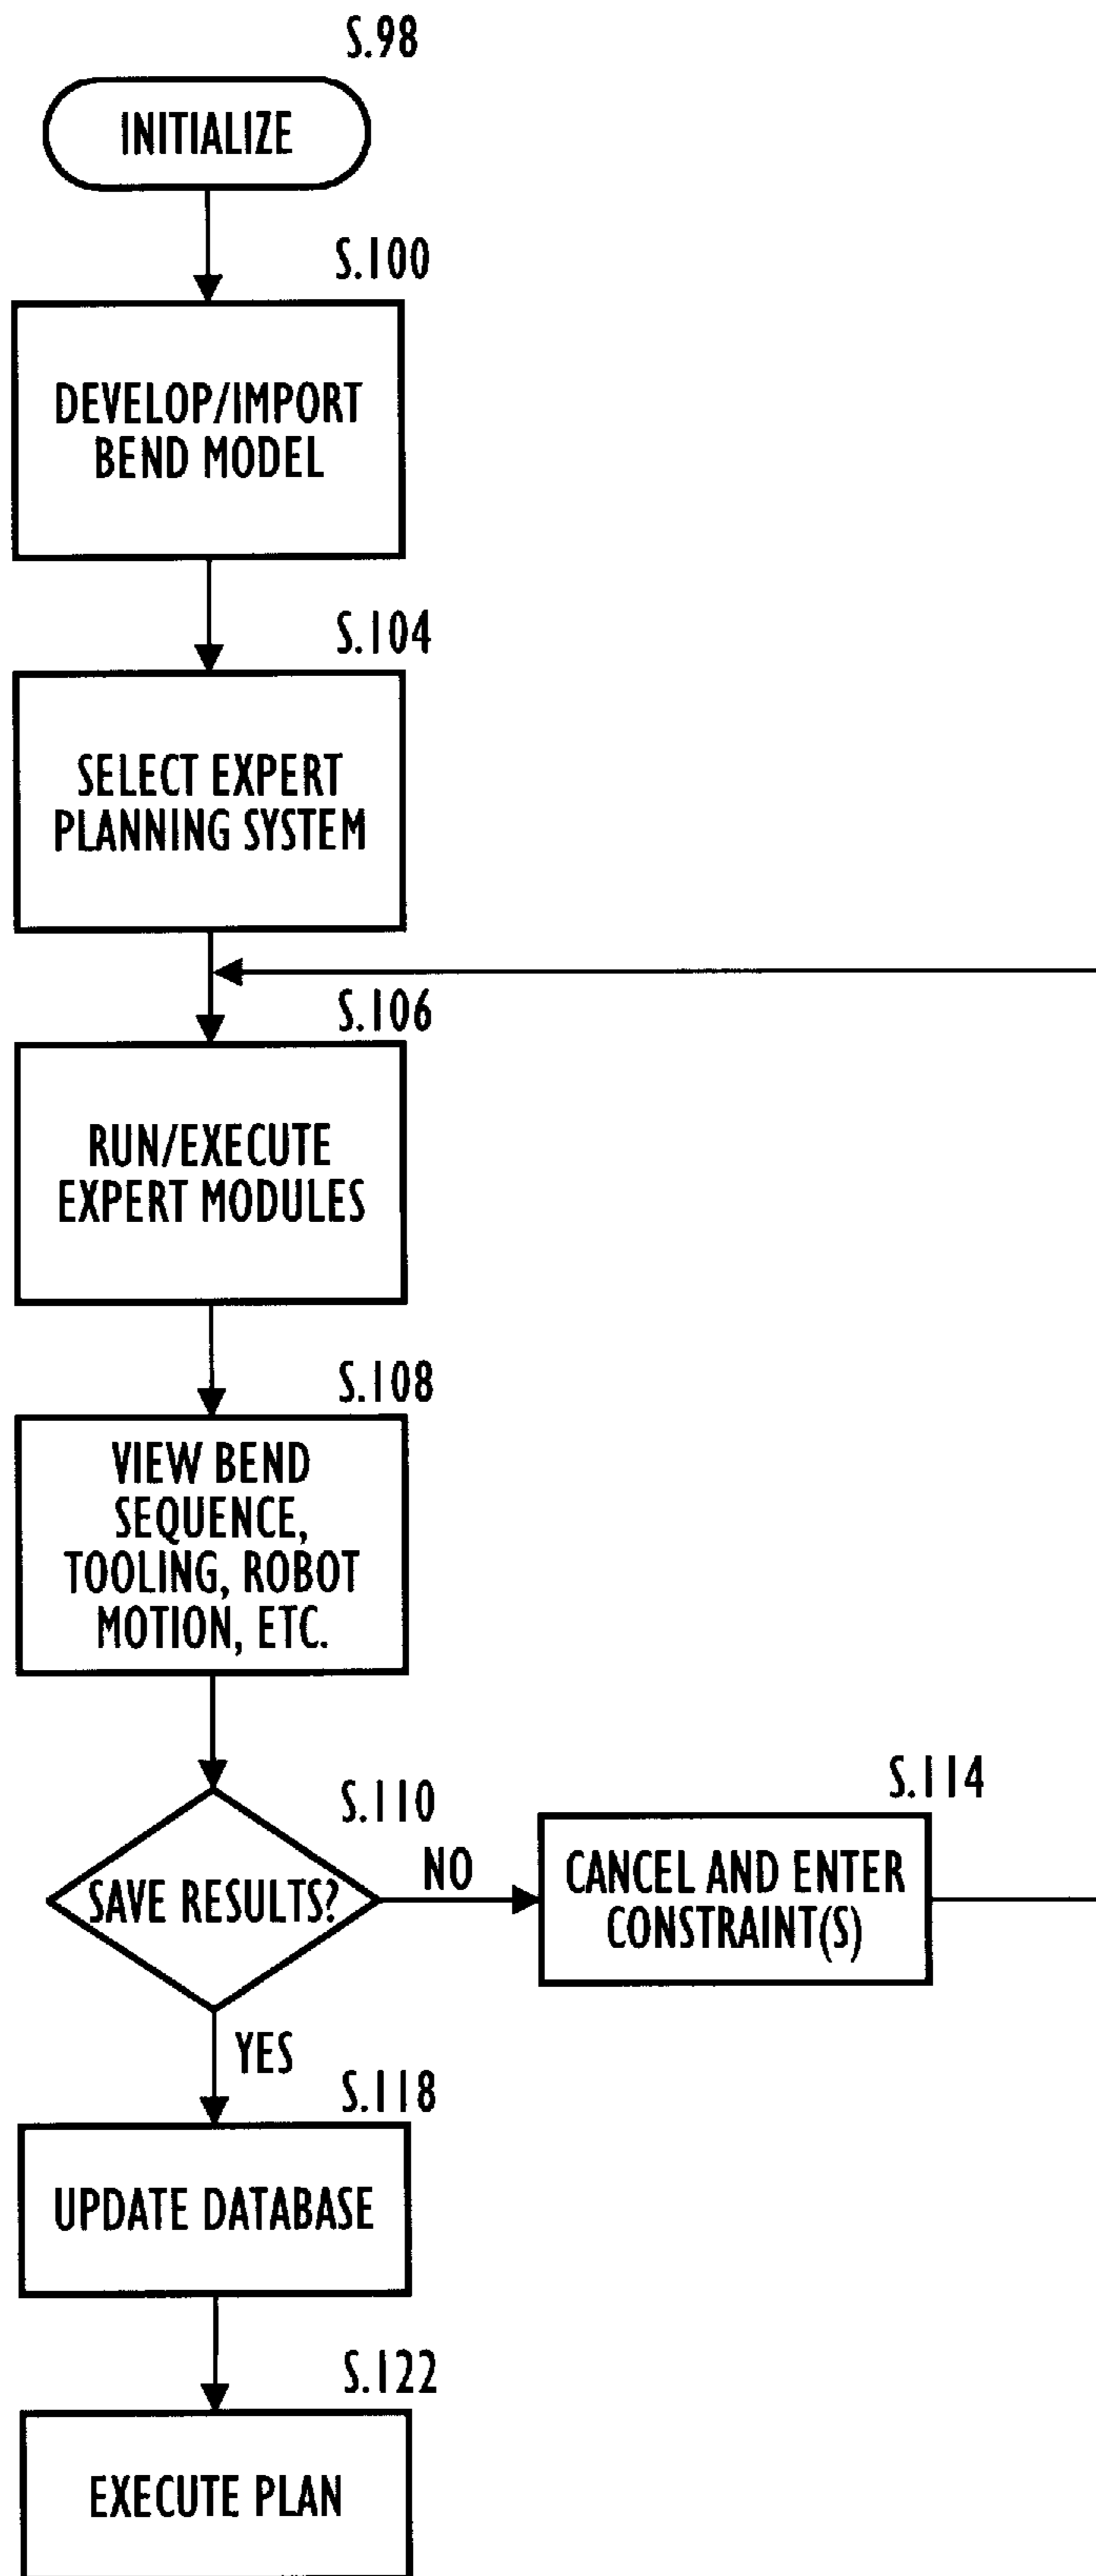 S.98
INITIALIZE
S.100
DEVELOP/IMPORT
BEND MODEL
S.104
SELECT EXPERT
PLANNING SYSTEM
S.106
RUN/EXECUTE
EXPERT MODULES
S.108
VIEW BEND
SEQUENCE,
TOOLING, ROBOT
MOTION, ETC.
S.110
SAVE RESULTS?
NO
S.114
CANCEL AND ENTER
CONSTRAINT(S)
YES
S.118
UPDATE DATABASE
S.122
EXECUTE PLAN